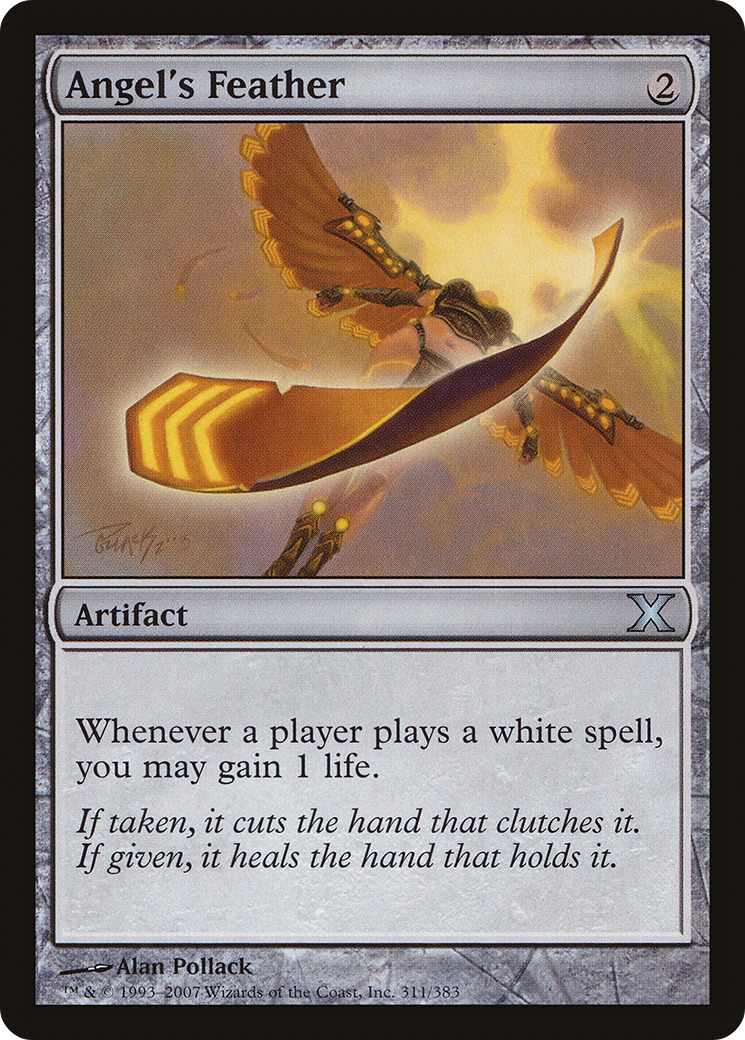 Angel's Feather
2
Artifact
X
Whenever a player plays a white spell,
you may gain 1 life.
If taken, it cuts the hand that clutches it.
If given, it heals the hand that holds it.
Alan Pollack
™ & © 1993–2007 Wizards of the Coast, Inc. 311/383